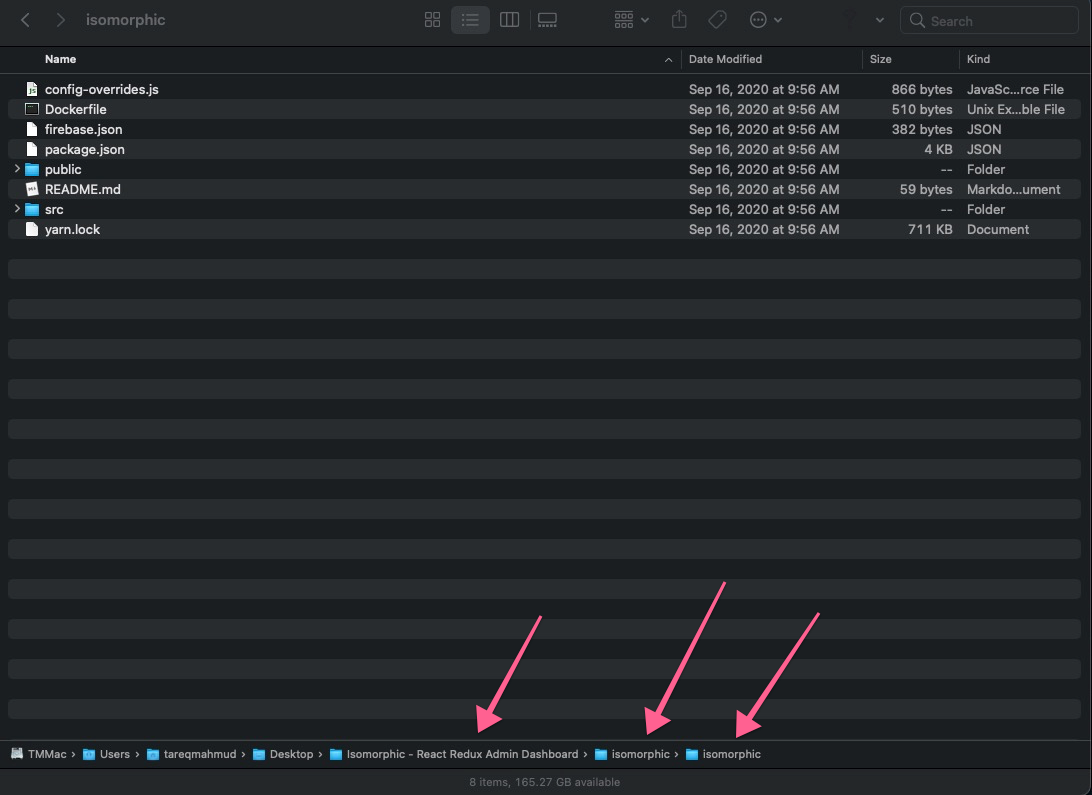 isomorphic
Search
Name Date Modified Size Kind
config-overrides.js Sep 16, 2020 at 9:56 AM 866 bytes JavaSc...rce File
Dockerfile Sep 16, 2020 at 9:56 AM 510 bytes Unix Ex...ble File
firebase.json Sep 16, 2020 at 9:56 AM 382 bytes JSON
package.json Sep 16, 2020 at 9:56 AM 4 KB JSON
public Sep 16, 2020 at 9:56 AM -- Folder
README.md Sep 16, 2020 at 9:56 AM 59 bytes Markdo...ument
src Sep 16, 2020 at 9:56 AM -- Folder
yarn.lock Sep 16, 2020 at 9:56 AM 711 KB Document
TMMac › Users › tareqmahmud › Desktop › Isomorphic - React Redux Admin Dashboard › isomorphic › isomorphic
8 items, 165.27 GB available